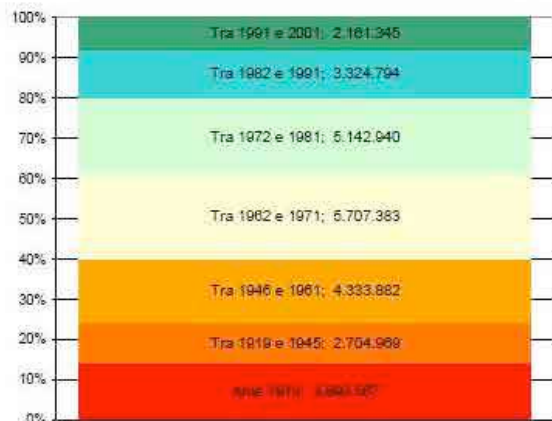 100%
Tra 1991 e 2001; 2.161.345
90%
Tra 1982 e 1991; 3.324.794
80%
Tra 1972 e 1981; 5.142.940
70%
60%
Tra 1962 e 1971; 5.707.383
50%
40%
Tra 1946 e 1961; 4.333.882
30%
Tra 1919 e 1945; 2.704.969
20%
10%
0%